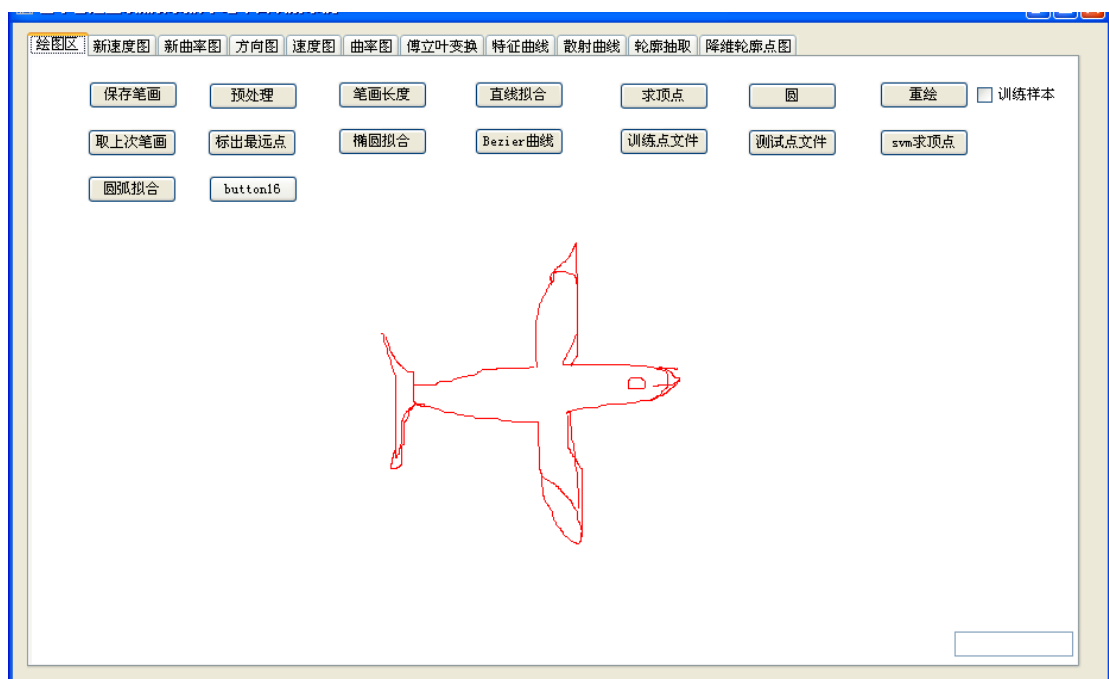 绘图区 新速度图 新曲率图 方向图 速度图 曲率图 傅立叶变换 特征曲线 散射曲线 轮廓抽取 降维轮廓点图
保存笔画 预处理 笔画长度 直线拟合 求顶点 圆 重绘 训练样本
取上次笔画 标出最远点 椭圆拟合 Bezier曲线 训练点文件 测试点文件 svm求顶点
圆弧拟合 button16